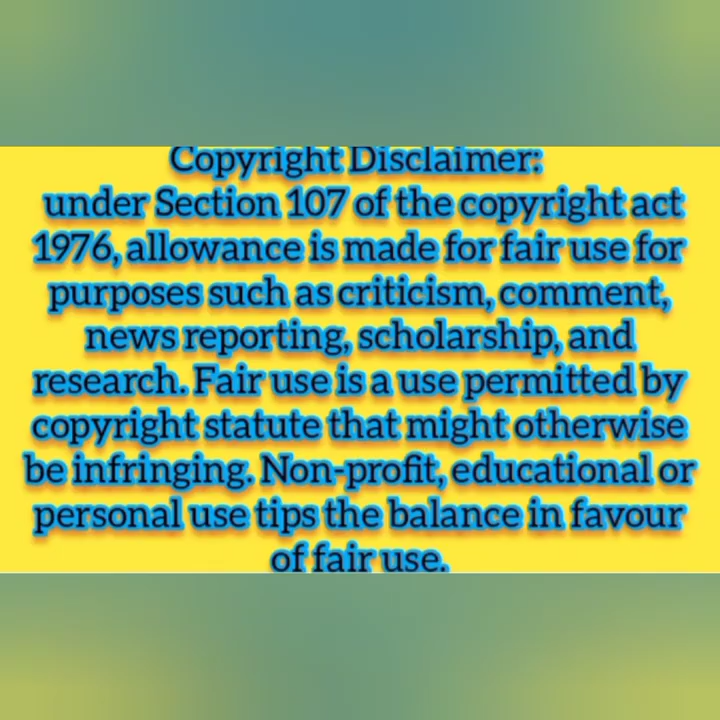 Copyright Disclaimer:
under Section 107 of the copyright act
1976, allowance is made for fair use for
purposes such as criticism, comment,
news reporting, scholarship, and
research. Fair use is a use permitted by
copyright statute that might otherwise
be infringing. Non-profit, educational or
personal use tips the balance in favour
of fair use.